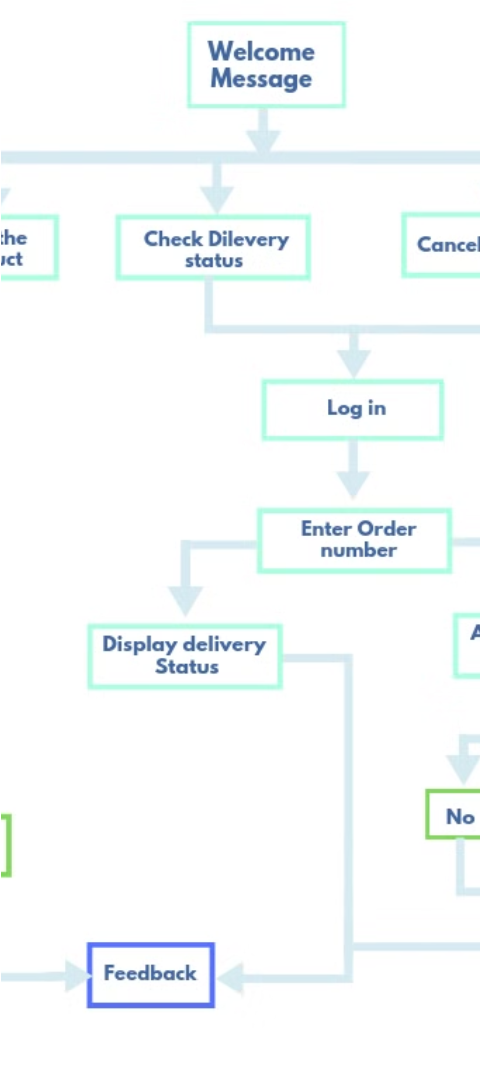 Welcome
Message
the
uct
Check Dilevery
status
Cancel
Log in
Enter Order
number
Display delivery
Status
A
No
Feedback